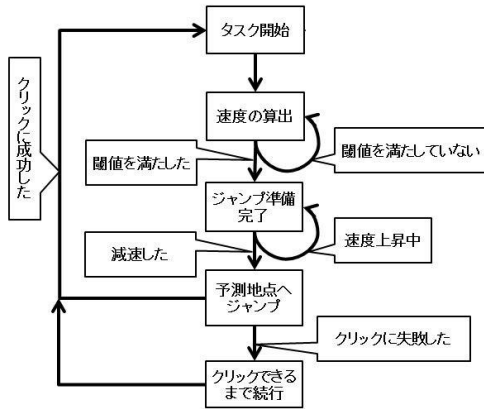 タスク開始
速度の算出
閾値を満たした
閾値を満たしていない
ジャンプ準備
完了
減速した
速度上昇中
予測地点へ
ジャンプ
クリックに成功した
クリックに失敗した
クリックできる
まで続行